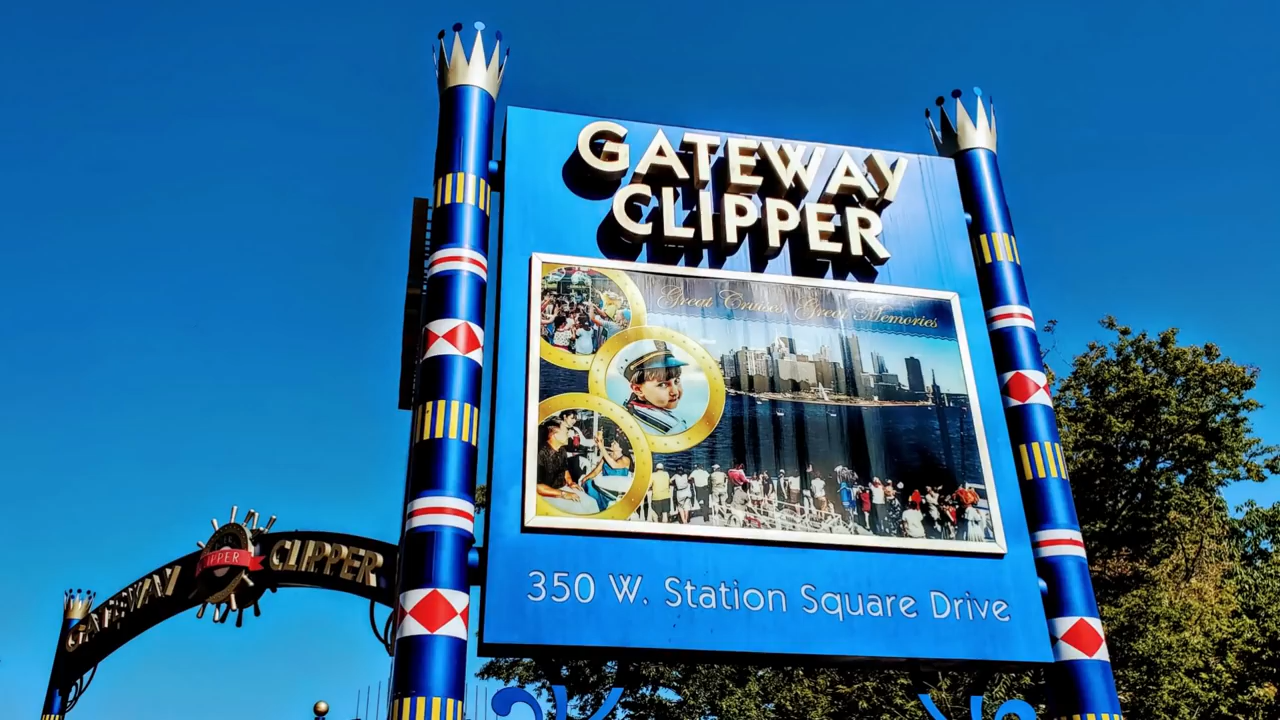 GATEWAY
CLIPPER
Great Cruises, Great Memories
350 W. Station Square Drive
GATEWAY CLIPPER
CLIPPER